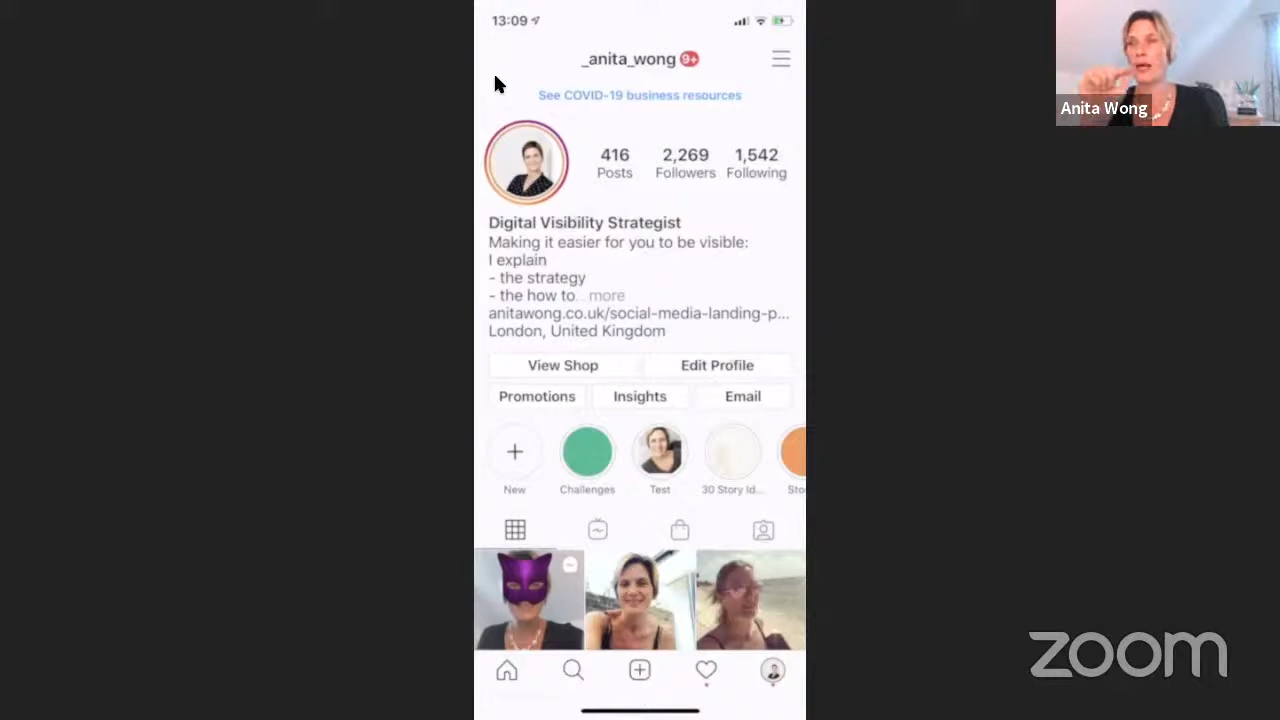 13:09
_anita_wong 9+
See COVID-19 business resources
416 2,269 1,542
Posts Followers Following
Digital Visibility Strategist
Making it easier for you to be visible:
I explain
- the strategy
- the how to... more
anitawong.co.uk/social-media-landing-p...
London, United Kingdom
View Shop Edit Profile
Promotions Insights Email
New Challenges Test 30 Story Id... Sto
Anita Wong
zoom